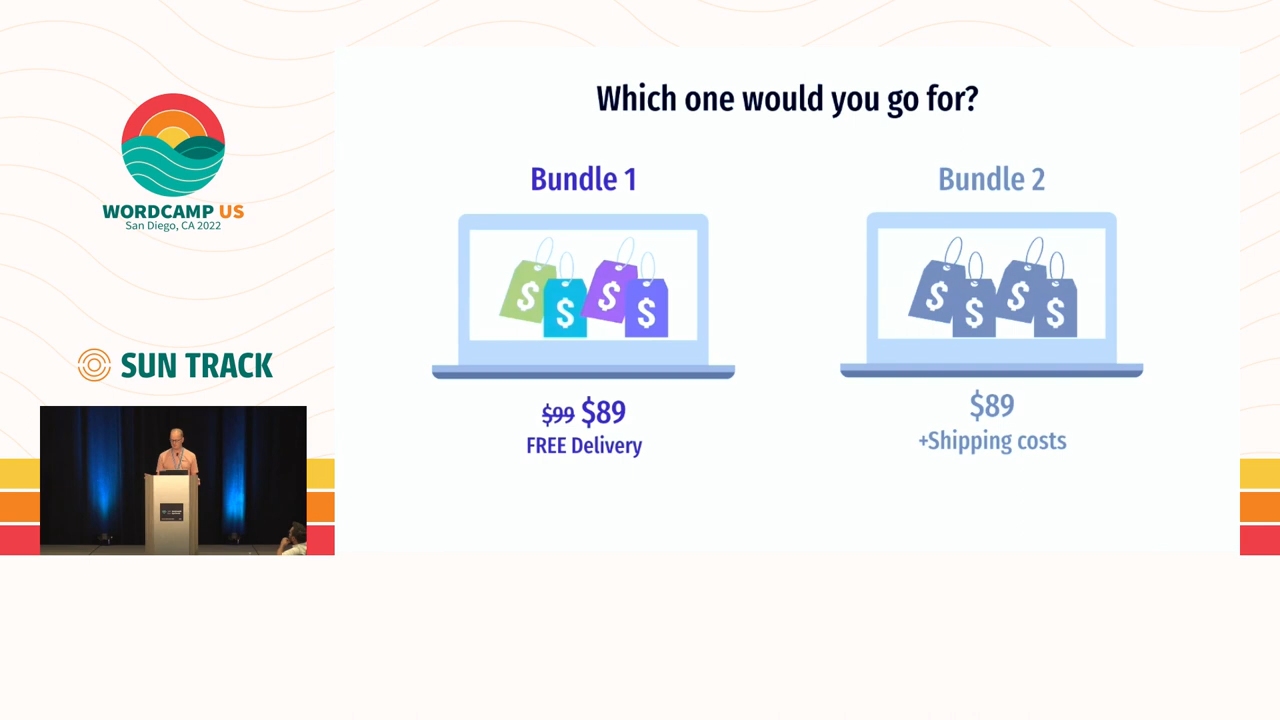 WORDCAMP US
San Diego, CA 2022
SUN TRACK
Which one would you go for?
Bundle 1
$ $ $ $
$99 $89
FREE Delivery
Bundle 2
$ $ $ $
$89
+Shipping costs